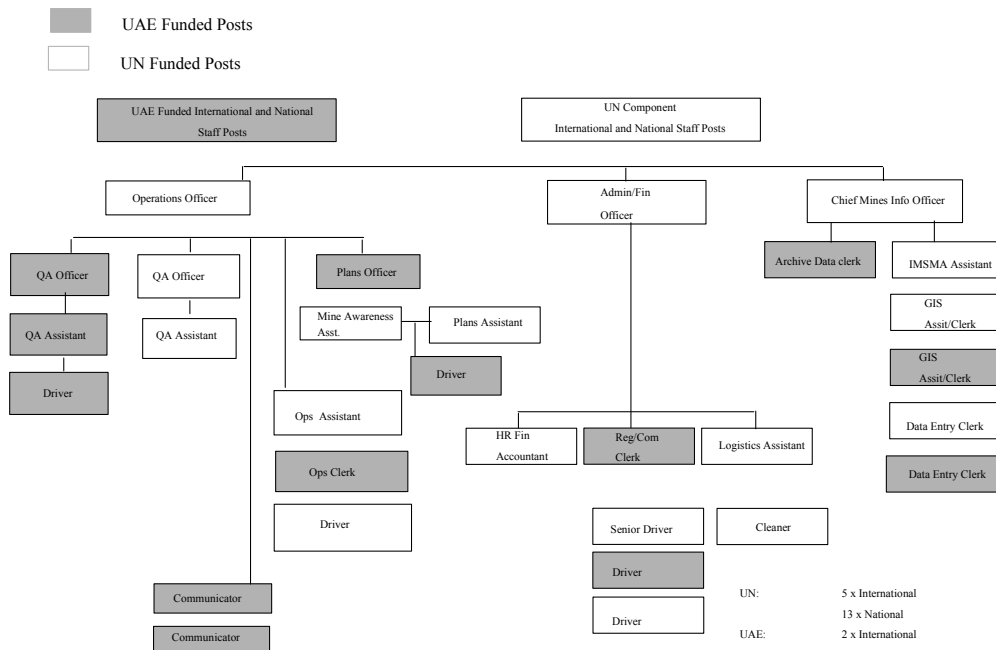 UAE Funded Posts
UN Funded Posts
UAE Funded International and National
Staff Posts
UN Component
International and National Staff Posts
Operations Officer
Admin/Fin
Officer
Chief Mines Info Officer
QA Officer
QA Officer
Plans Officer
Archive Data clerk
IMSMA Assistant
QA Assistant
QA Assistant
Mine Awareness
Asst.
Plans Assistant
GIS
Assit/Clerk
Driver
Driver
GIS
Assit/Clerk
Ops Assistant
HR Fin
Accountant
Reg/Com
Clerk
Logistics Assistant
Data Entry Clerk
Ops Clerk
Data Entry Clerk
Driver
Senior Driver
Cleaner
Driver
Driver
Communicator
Communicator
UN: 5 x International
13 x National
UAE: 2 x International